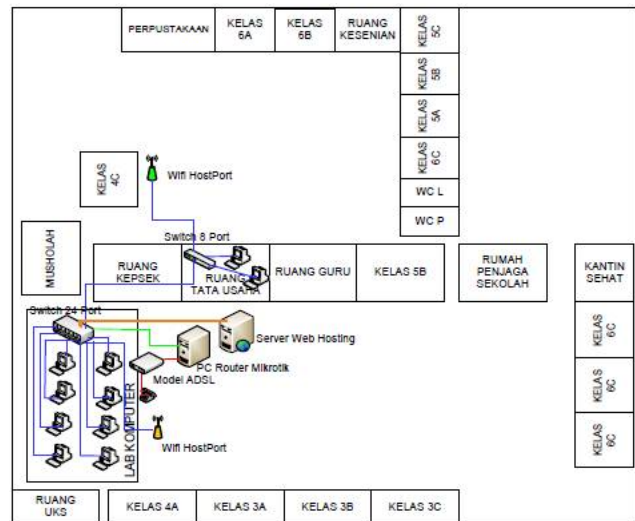 PERPUSTAKAAN
KELAS
6A
KELAS
6B
RUANG
KESENIAN
KELAS
5C
KELAS
5B
KELAS
5A
KELAS
6C
WC L
WC P
KELAS
4C
Wifi HostPort
MUSHOLAH
Switch 8 Port
RUANG
KEPSEK
RUANG
TATA USAHA
RUANG GURU
KELAS 5B
RUMAH
PENJAGA
SEKOLAH
KANTIN
SEHAT
KELAS
6C
KELAS
6C
KELAS
6C
Switch 24 Port
Server Web Hosting
PC Router Mikrotik
Model ADSL
LAB KOMPUTER
Wifi HostPort
RUANG
UKS
KELAS 4A
KELAS 3A
KELAS 3B
KELAS 3C